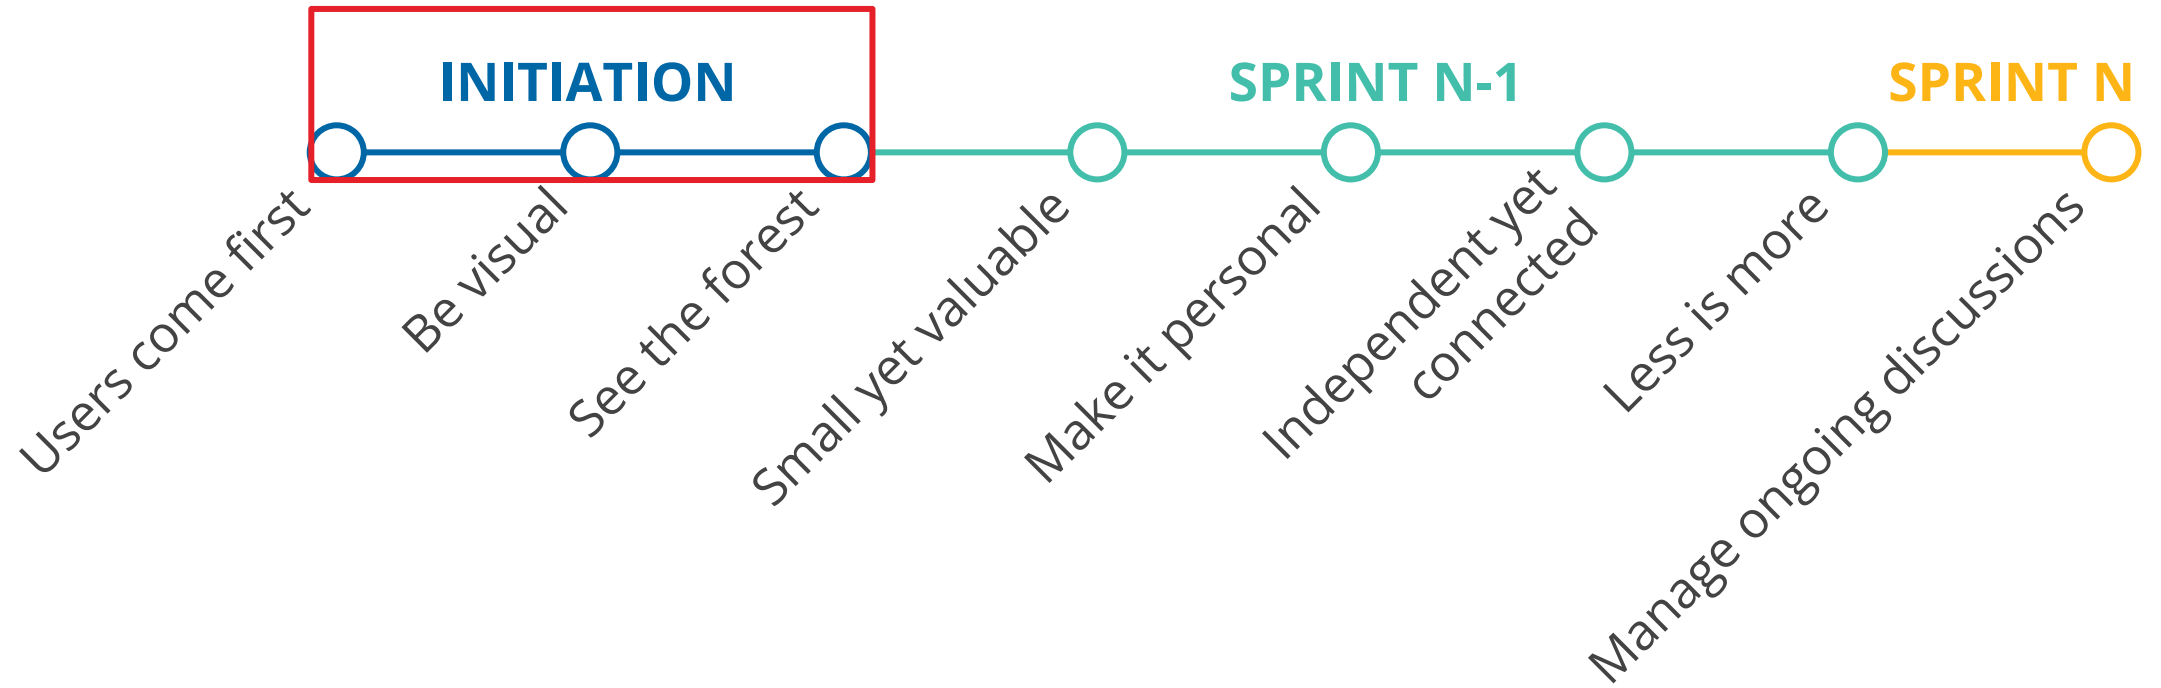 INITIATION
SPRINT N-1
SPRINT N
Users come first
Be visual
See the forest
Small yet valuable
Make it personal
Independent yet
connected
Less is more
Manage ongoing discussions